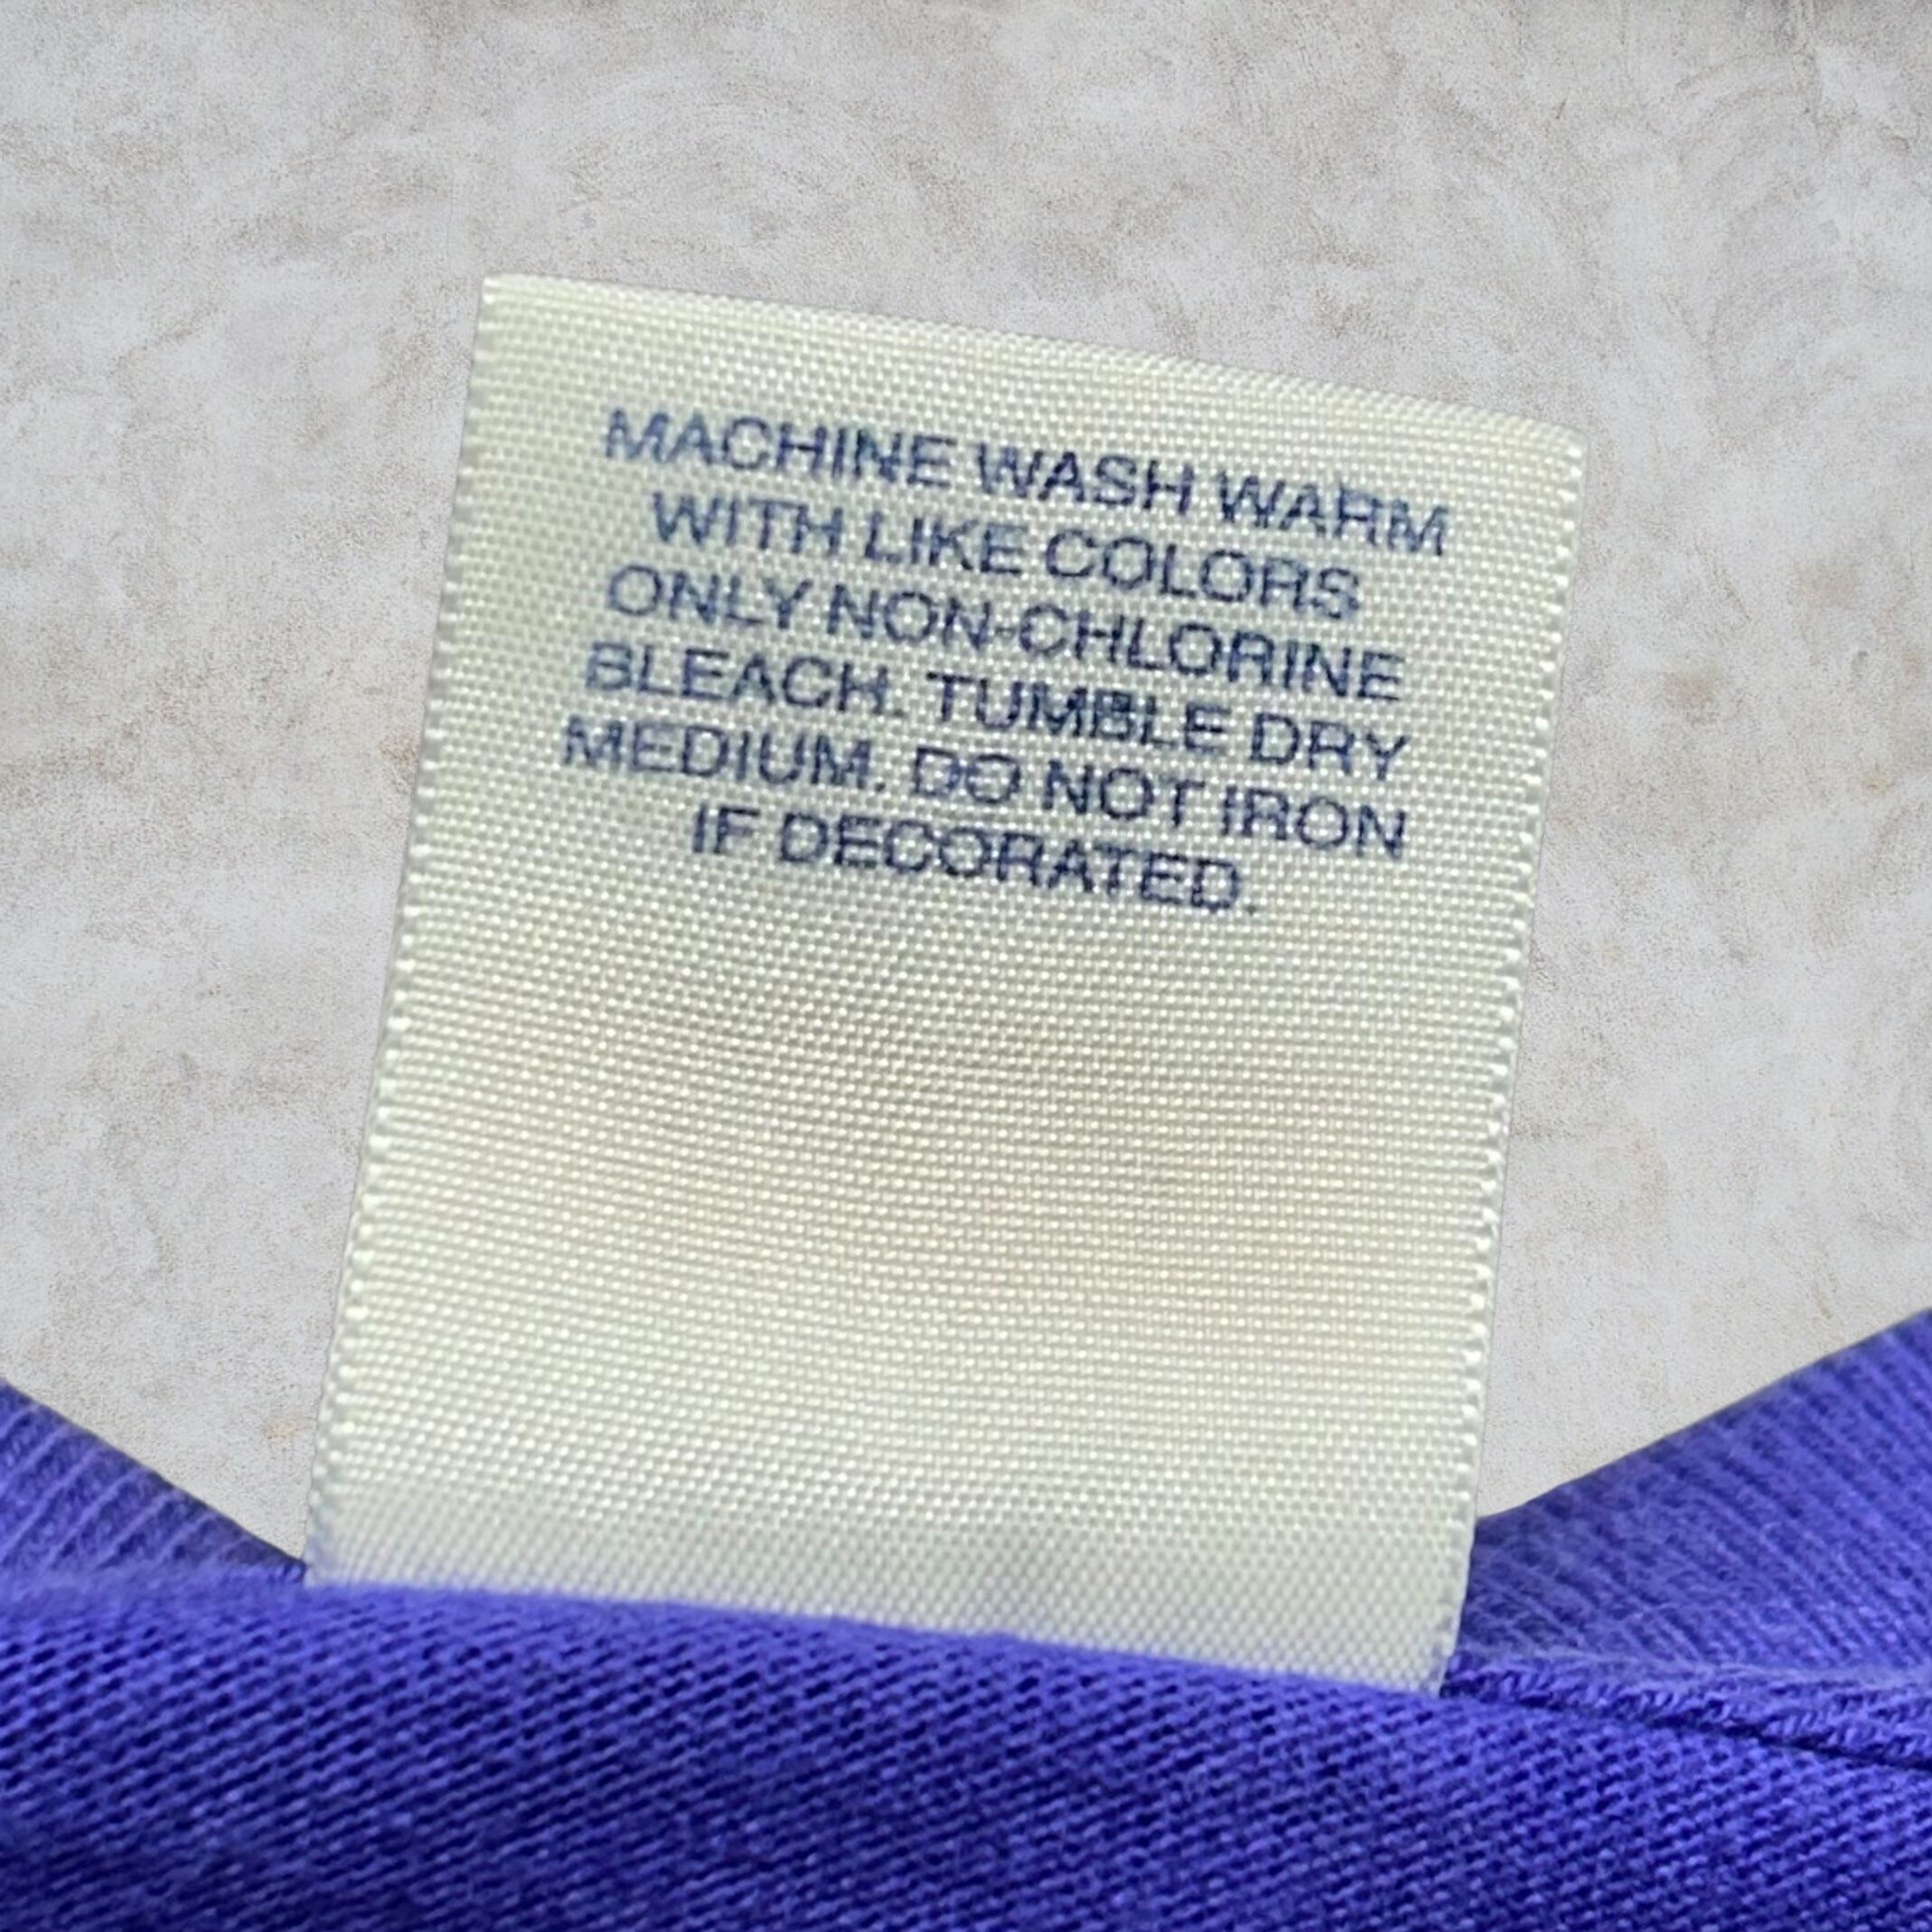 MACHINE WASH WARM
WITH LIKE COLORS
ONLY NON-CHLORINE
BLEACH. TUMBLE DRY
MEDIUM. DO NOT IRON
IF DECORATED.